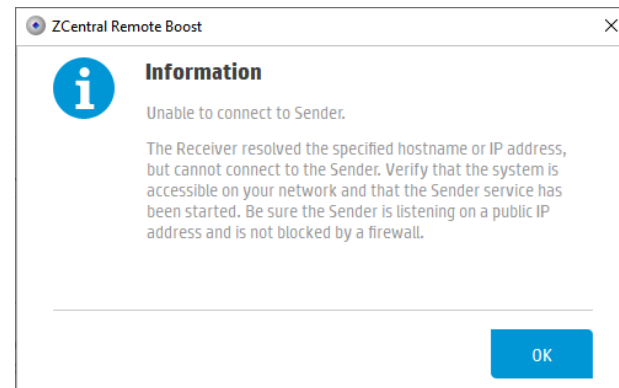 ZCentral Remote Boost
Information
Unable to connect to Sender.
The Receiver resolved the specified hostname or IP address,
but cannot connect to the Sender. Verify that the system is
accessible on your network and that the Sender service has
been started. Be sure the Sender is listening on a public IP
address and is not blocked by a firewall.
OK